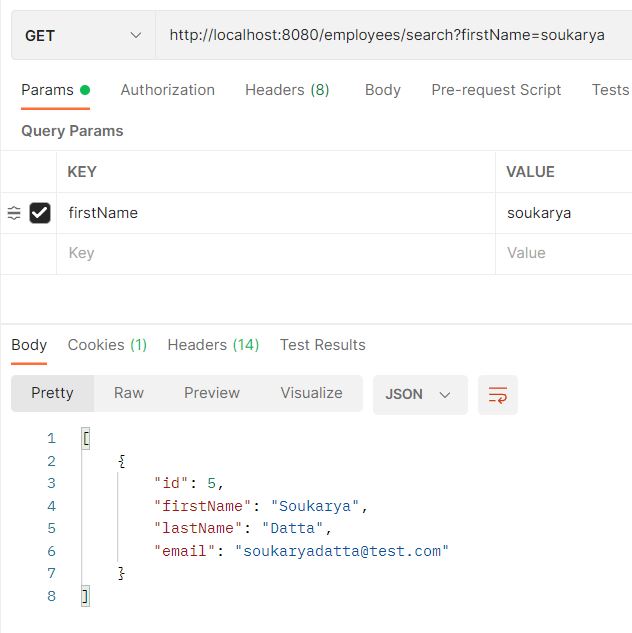 GET http://localhost:8080/employees/search?firstName=soukarya
Params Authorization Headers (8) Body Pre-request Script Tests
Query Params
KEY VALUE
firstName soukarya
Key Value
Body Cookies (1) Headers (14) Test Results
Pretty Raw Preview Visualize JSON
1 [
2 {
3 "id": 5,
4 "firstName": "Soukarya",
5 "lastName": "Datta",
6 "email": "soukaryadatta@test.com"
7 }
8 ]